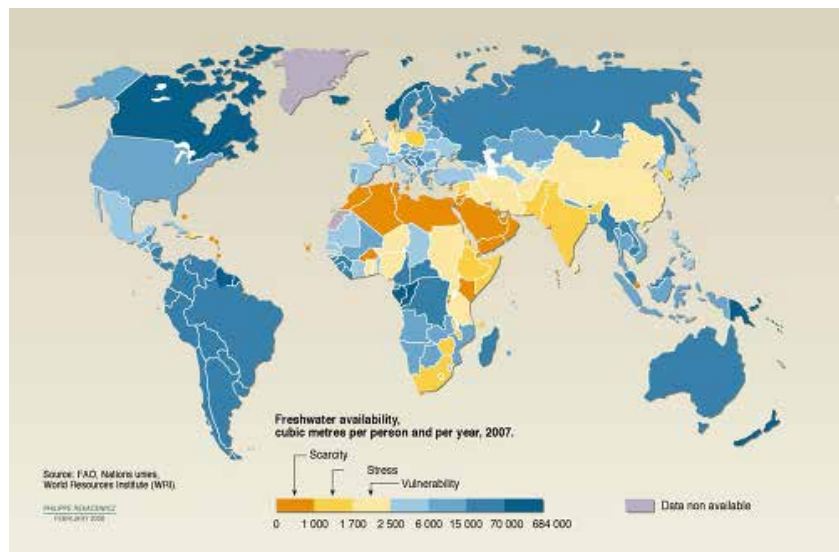 Freshwater availability,
cubic metres per person and per year, 2007.
Scarcity
Stress
Vulnerability
0 1 000 1 700 2 500 6 000 15 000 70 000 684 000
Data non available
Source: FAO, Nations unies,
World Resources Institute (WRI).
PHILIPPE REKACEWICZ
FEBRUARY 2008